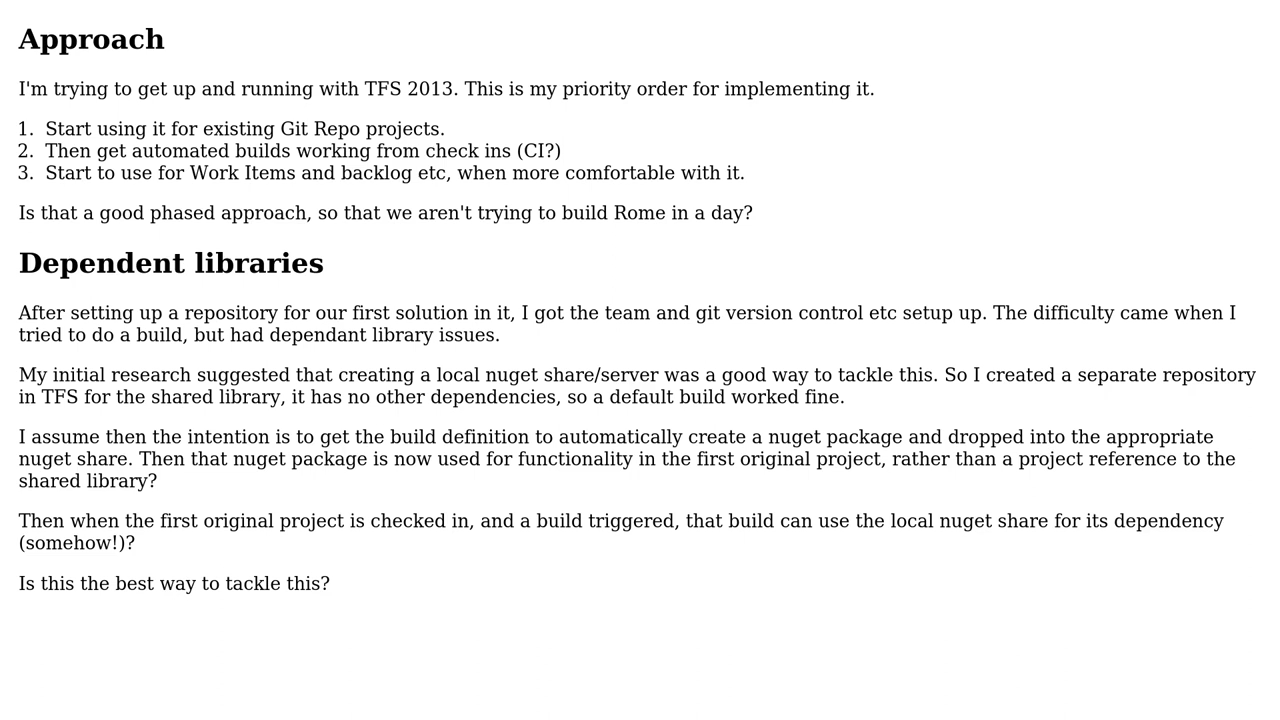 Approach
I'm trying to get up and running with TFS 2013. This is my priority order for implementing it.
1. Start using it for existing Git Repo projects.
2. Then get automated builds working from check ins (CI?)
3. Start to use for Work Items and backlog etc, when more comfortable with it.
Is that a good phased approach, so that we aren't trying to build Rome in a day?
Dependent libraries
After setting up a repository for our first solution in it, I got the team and git version control etc setup up. The difficulty came when I
tried to do a build, but had dependant library issues.
My initial research suggested that creating a local nuget share/server was a good way to tackle this. So I created a separate repository
in TFS for the shared library, it has no other dependencies, so a default build worked fine.
I assume then the intention is to get the build definition to automatically create a nuget package and dropped into the appropriate
nuget share. Then that nuget package is now used for functionality in the first original project, rather than a project reference to the
shared library?
Then when the first original project is checked in, and a build triggered, that build can use the local nuget share for its dependency
(somehow!)?
Is this the best way to tackle this?